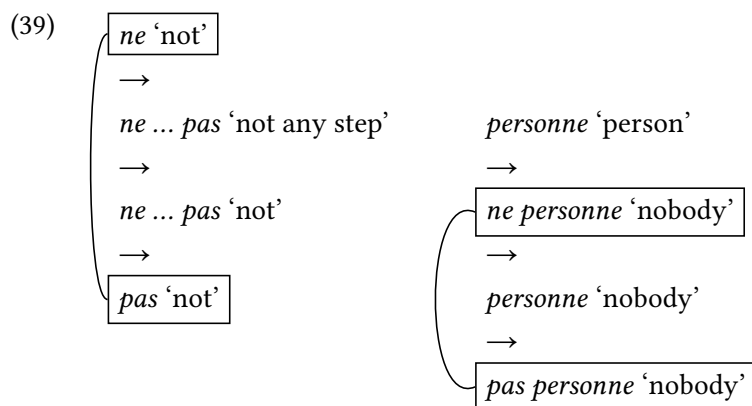 (39) ne ‘not’
→
ne … pas ‘not any step’ personne ‘person’
→ →
ne … pas ‘not’ ne personne ‘nobody’
→ →
pas ‘not’ personne ‘nobody’
→
pas personne ‘nobody’